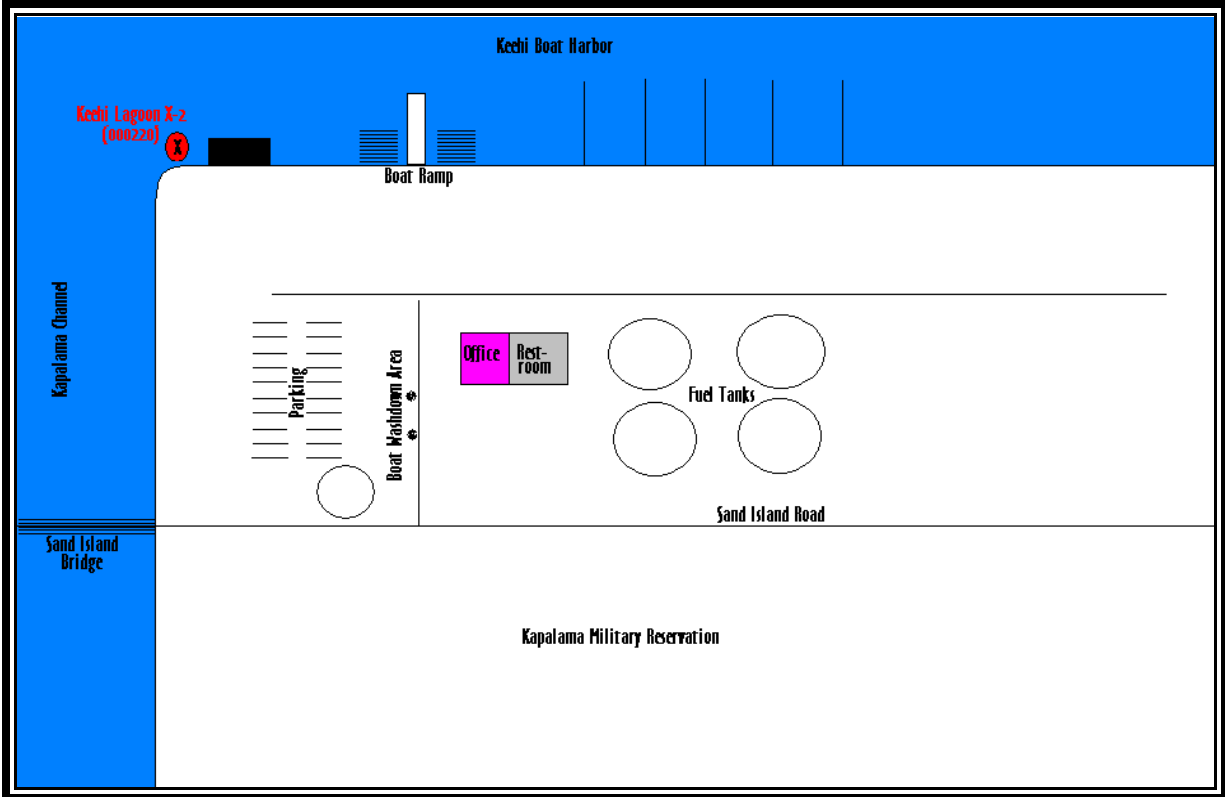 Keehi Boat Harbor
Keehi Lagoon X-2
(000220)
X
Boat Ramp
Kapalama Channel
Parking
Boat Washdown Area
Office
Rest-
room
Fuel Tanks
Sand Island Road
Sand Island
Bridge
Kapalama Military Reservation